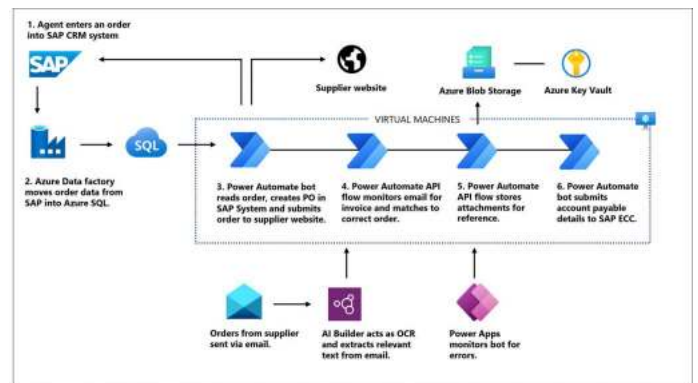 1. Agent enters an order
into SAP CRM system
SAP
Supplier website
Azure Blob Storage
Azure Key Vault
VIRTUAL MACHINES
SQL
2. Azure Data factory
moves order data from
SAP into Azure SQL.
3. Power Automate bot
reads order, creates PO in
SAP System and submits
order to supplier website.
4. Power Automate API
flow monitors email for
invoice and matches to
correct order.
5. Power Automate
API flow stores
attachments for
reference.
6. Power Automate
bot submits
account payable
details to SAP ECC.
Orders from supplier
sent via email.
AI Builder acts as OCR
and extracts relevant
text from email.
Power Apps
monitors bot for
errors.